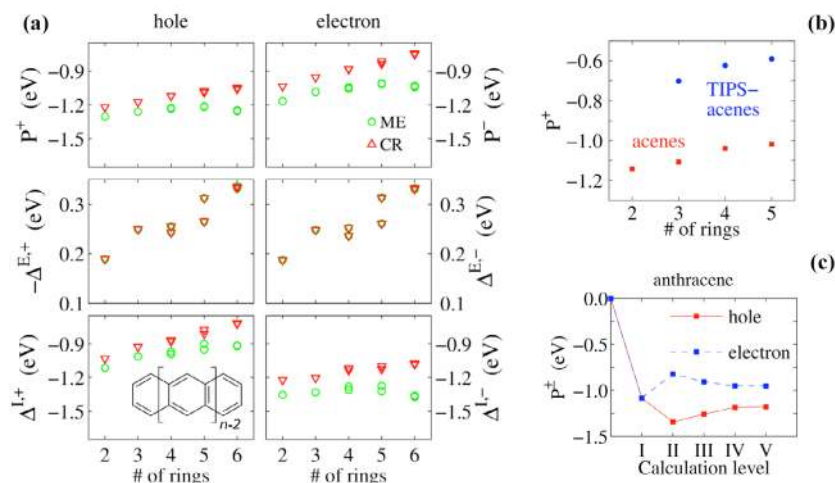 (a)
hole
electron
P⁺ (eV)
−0.9
−1.2
−1.5
−0.9
−1.2
−1.5
P⁻ (eV)
ME
CR
−Δᴱ,⁺ (eV)
0.3
0.2
0.1
0.3
0.2
0.1
Δᴱ,⁻ (eV)
Δᴵ,⁺ (eV)
−0.9
−1.2
−1.5
−0.9
−1.2
−1.5
Δᴵ,⁻ (eV)
n-2
2 3 4 5 6
2 3 4 5 6
# of rings
# of rings
(b)
P⁺
−0.6
−0.8
−1.0
−1.2
TIPS−
acenes
acenes
2 3 4 5
# of rings
(c)
anthracene
P± (eV)
0.0
−0.5
−1.0
−1.5
hole
electron
I II III IV V
Calculation level